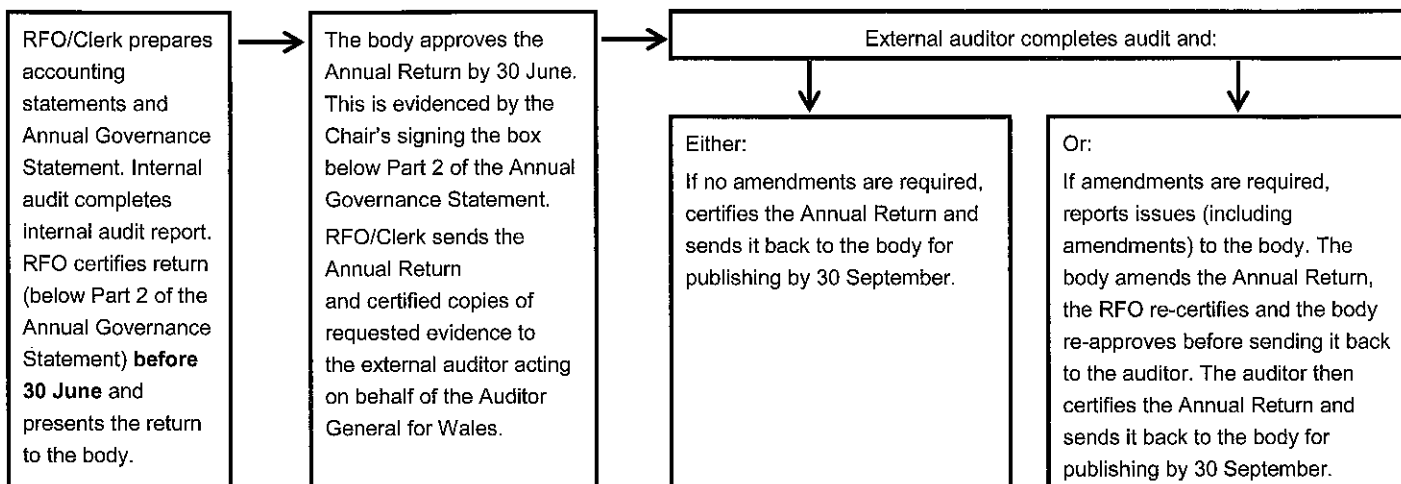 RFO/Clerk prepares
accounting
statements and
Annual Governance
Statement. Internal
audit completes
internal audit report.
RFO certifies return
(below Part 2 of the
Annual Governance
Statement) before
30 June and
presents the return
to the body.
The body approves the
Annual Return by 30 June.
This is evidenced by the
Chair's signing the box
below Part 2 of the Annual
Governance Statement.
RFO/Clerk sends the
Annual Return
and certified copies of
requested evidence to
the external auditor acting
on behalf of the Auditor
General for Wales.
External auditor completes audit and:
Either:
If no amendments are required,
certifies the Annual Return and
sends it back to the body for
publishing by 30 September.
Or:
If amendments are required,
reports issues (including
amendments) to the body. The
body amends the Annual Return,
the RFO re-certifies and the body
re-approves before sending it back
to the auditor. The auditor then
certifies the Annual Return and
sends it back to the body for
publishing by 30 September.